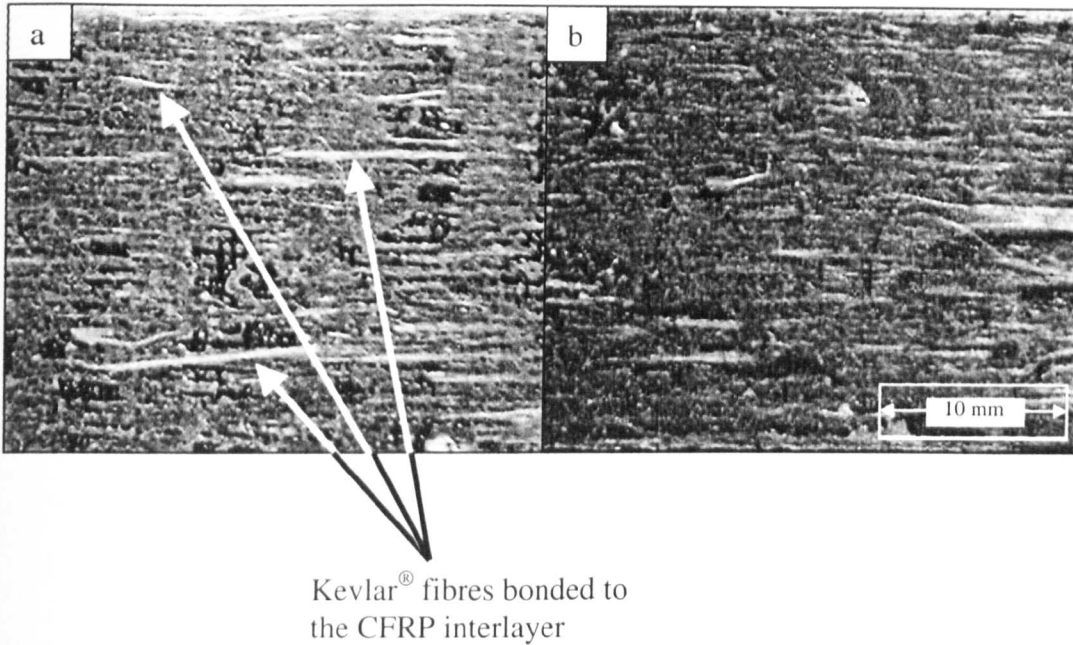 a
b
10 mm
Kevlar® fibres bonded to
the CFRP interlayer